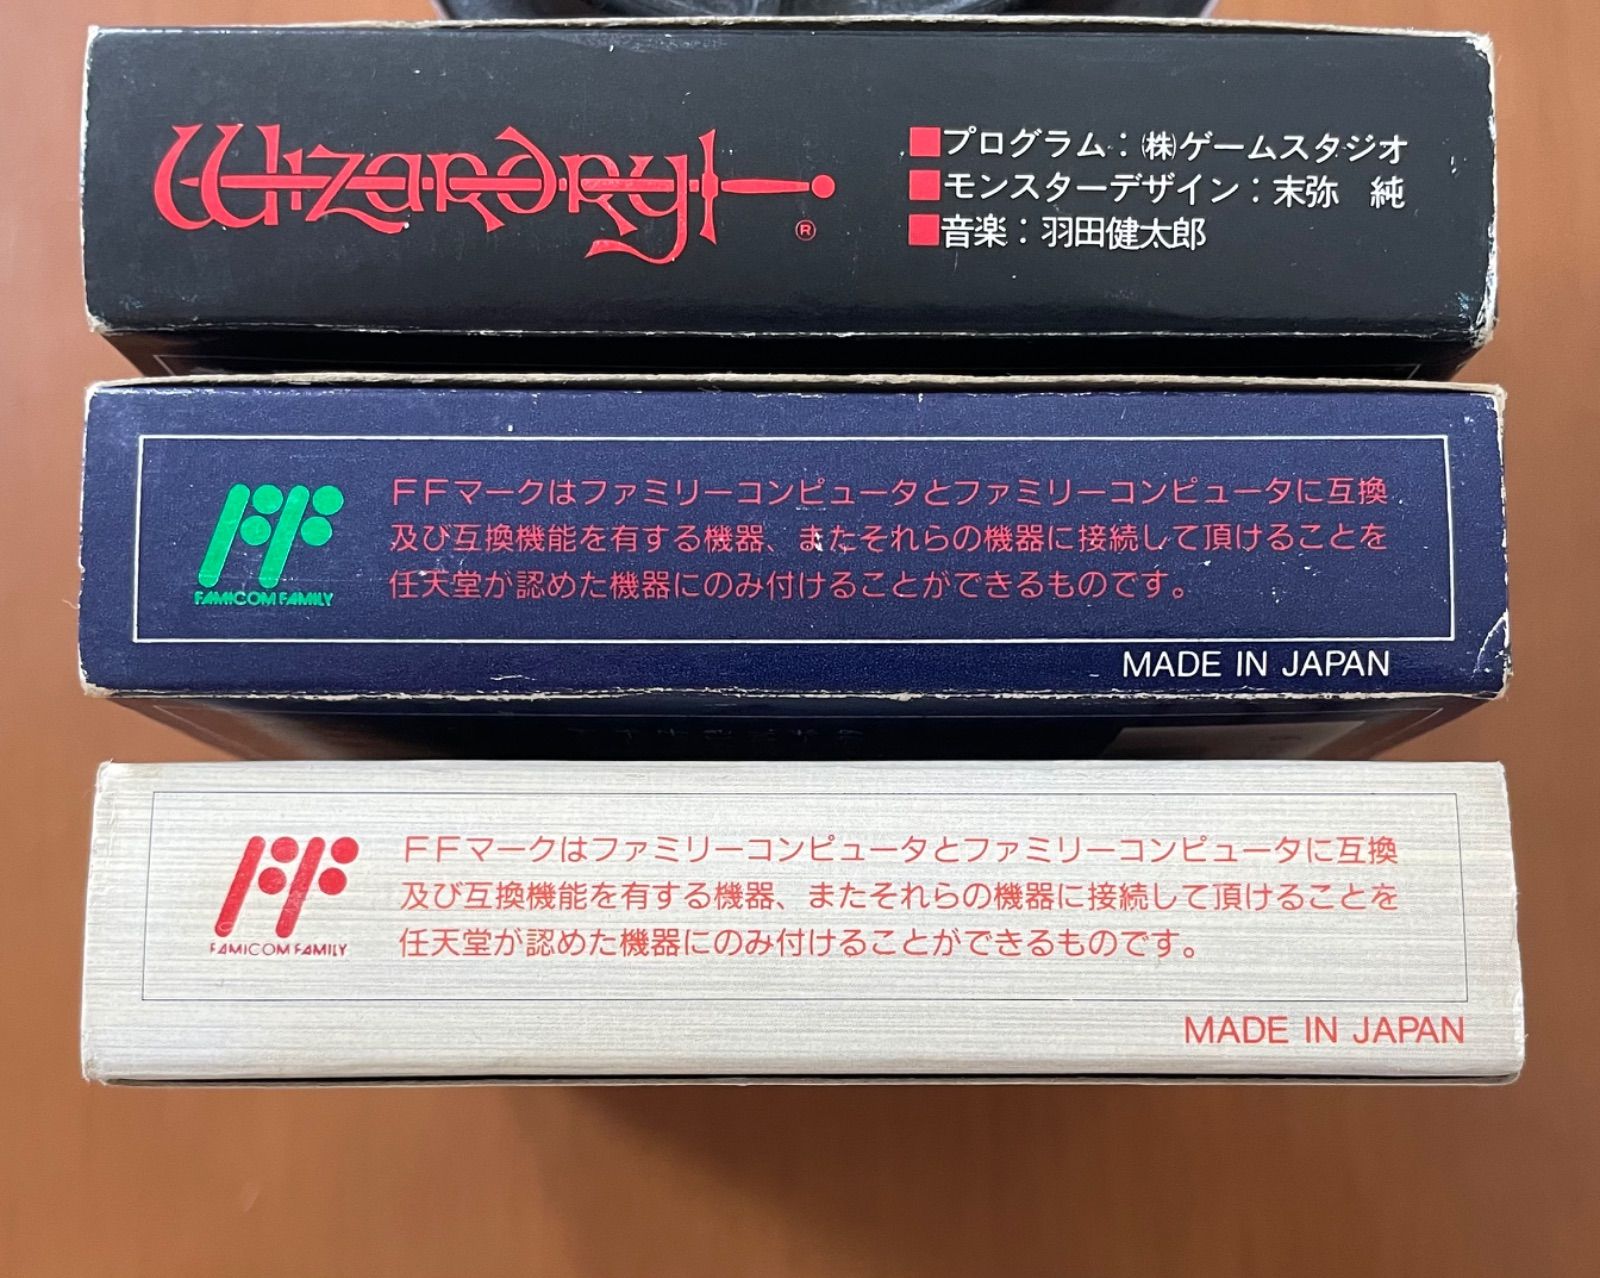 Wizardry
®
■プログラム：㈱ゲームスタジオ
■モンスターデザイン：末弥 純
■音楽：羽田健太郎
FFマークはファミリーコンピュータとファミリーコンピュータに互換
及び互換機能を有する機器、またそれらの機器に接続して頂けることを
任天堂が認めた機器にのみ付けることができるものです。
FF
FAMICOM FAMILY
MADE IN JAPAN
FFマークはファミリーコンピュータとファミリーコンピュータに互換
及び互換機能を有する機器、またそれらの機器に接続して頂けることを
任天堂が認めた機器にのみ付けることができるものです。
FF
FAMICOM FAMILY
MADE IN JAPAN